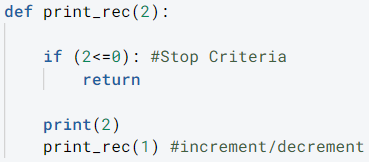 def print_rec(2):
if (2<=0): #Stop Criteria
return
print(2)
print_rec(1) #increment/decrement